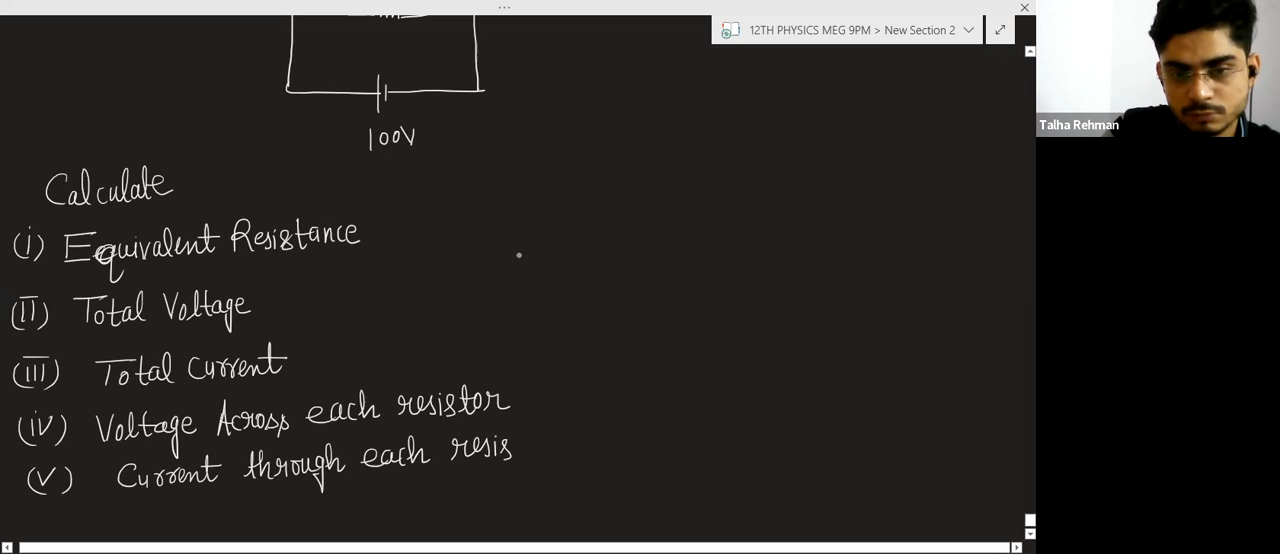 12TH PHYSICS MEG 9PM > New Section 2
Talha Rehman
100V
Calculate
(i) Equivalent Resistance
(II) Total Voltage
(III) Total Current
(iv) Voltage Across each resistor
(V) Current through each resis